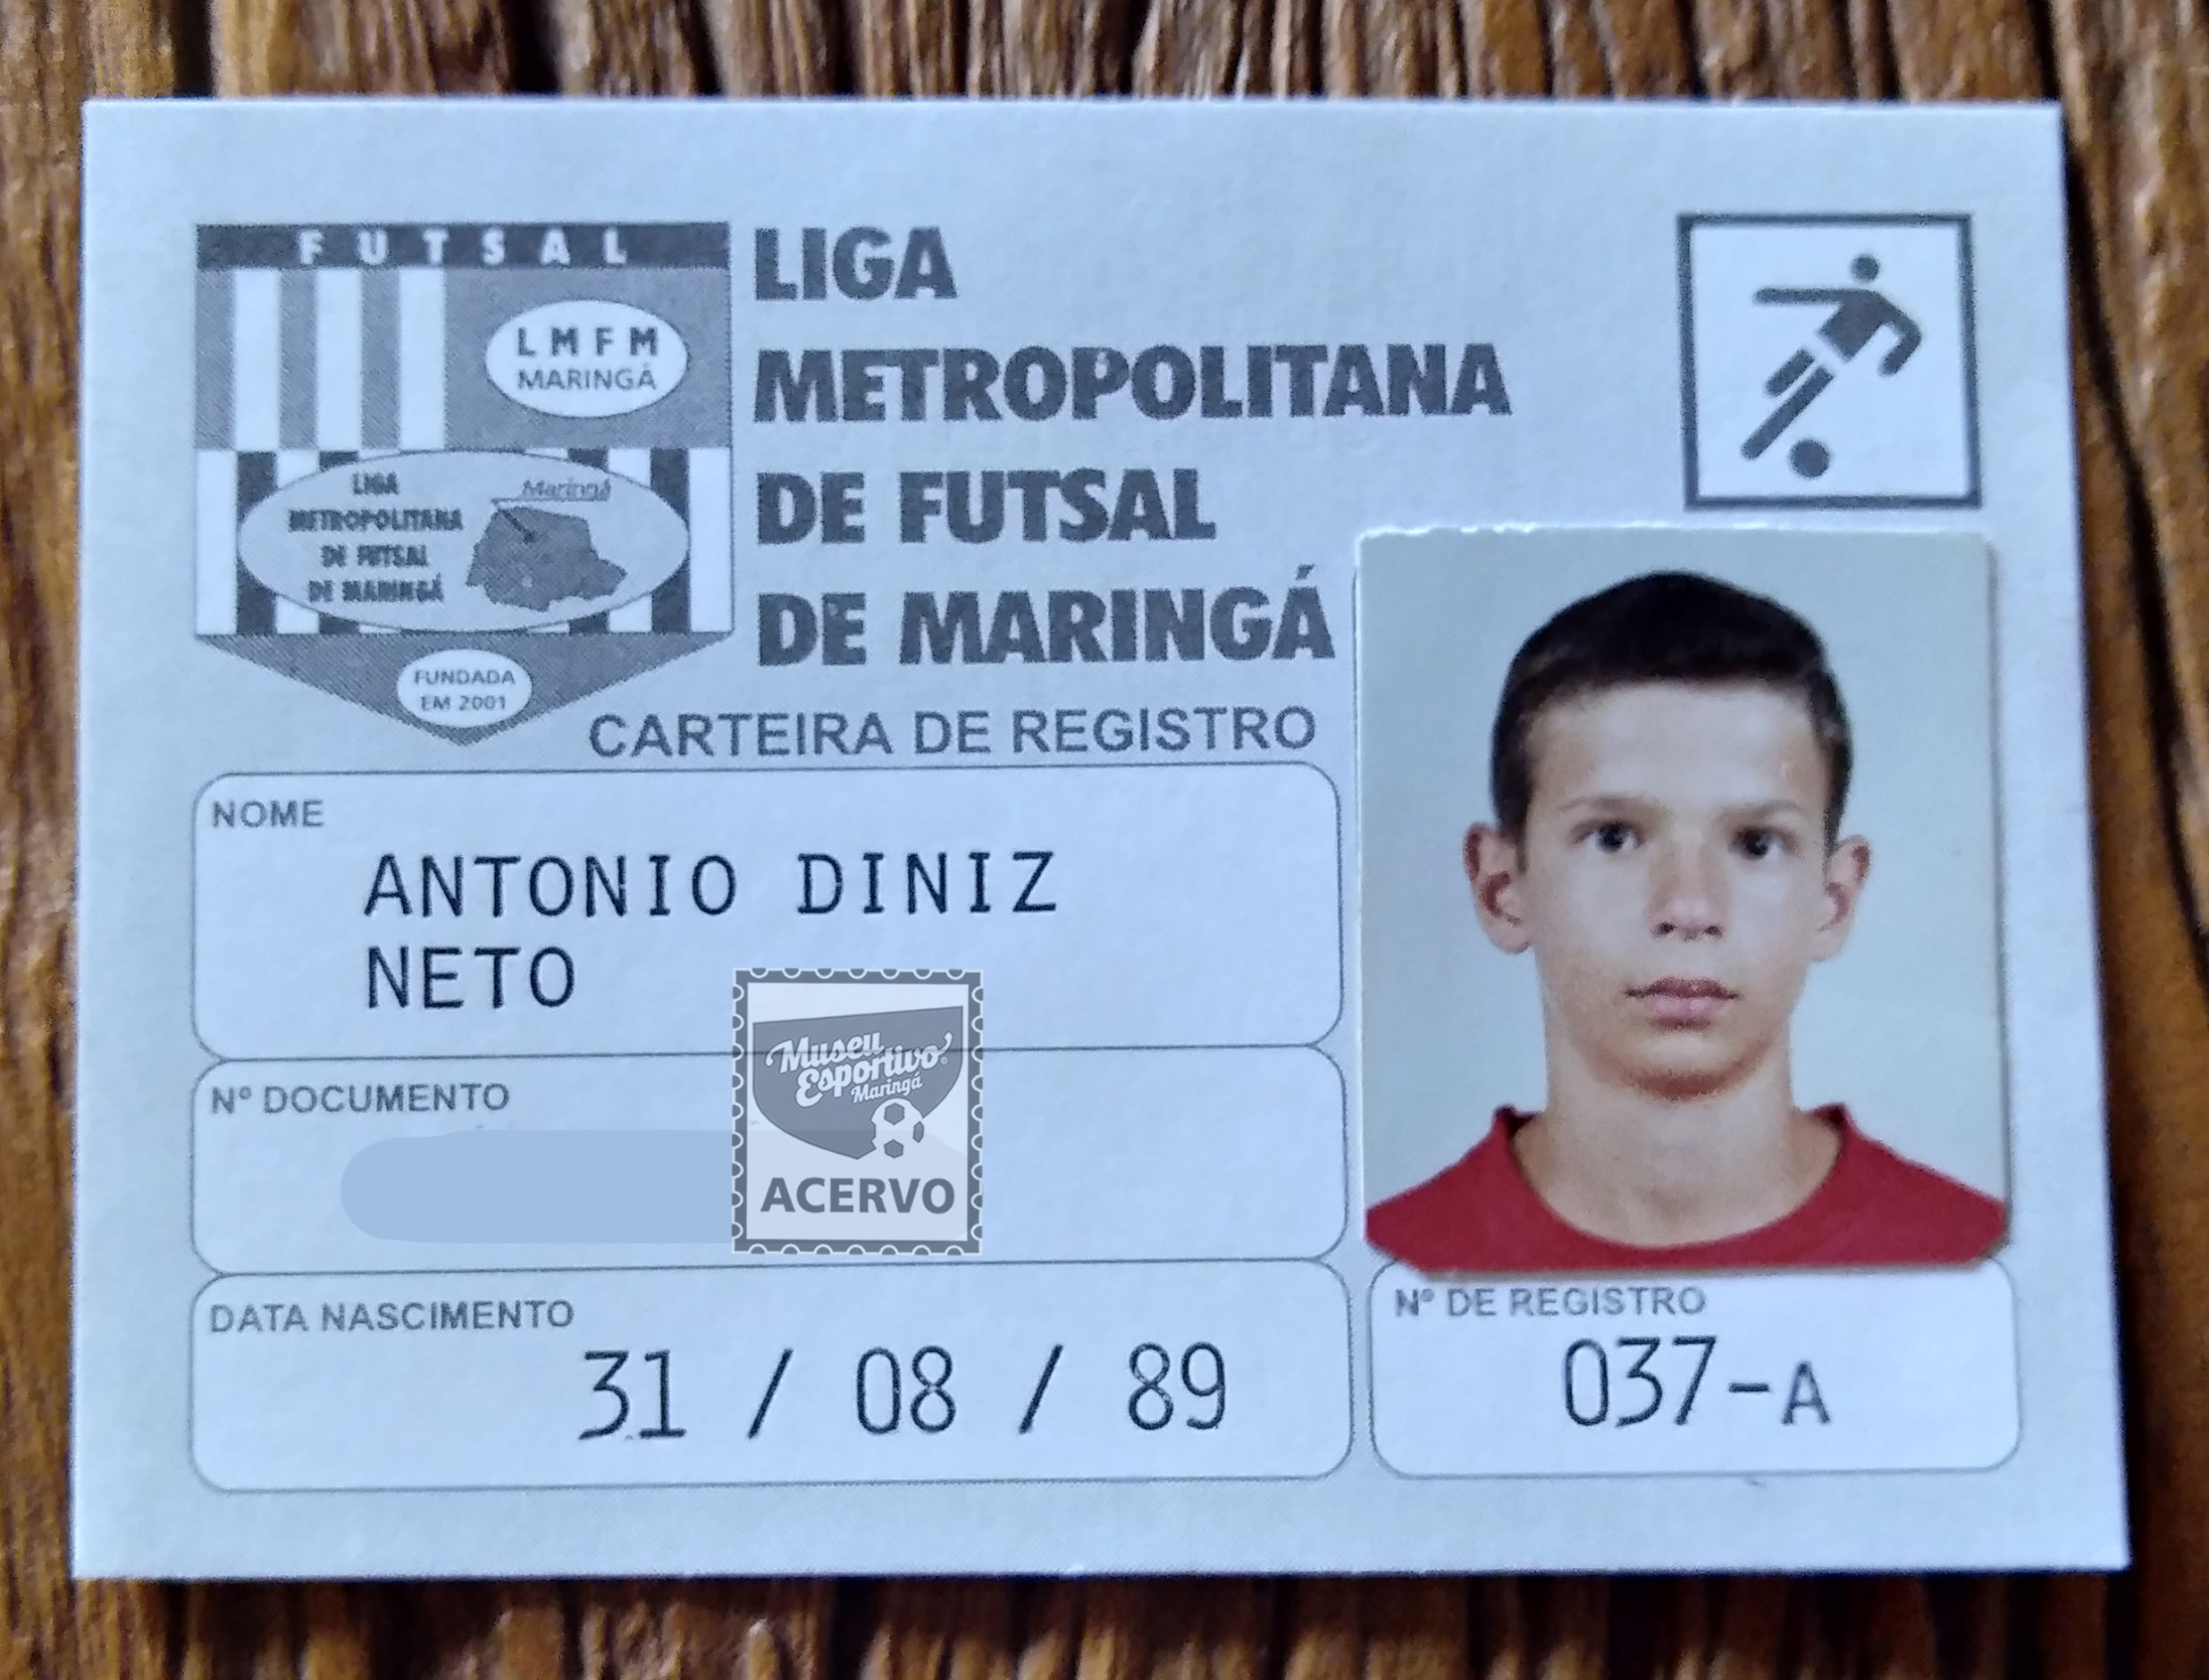 FUTSAL
LMFM
MARINGÁ
LIGA
METROPOLITANA
DE FUTSAL
DE MARINGÁ
Maringá
FUNDADA
EM 2001
LIGA
METROPOLITANA
DE FUTSAL
DE MARINGÁ
CARTEIRA DE REGISTRO
NOME
ANTONIO DINIZ
NETO
Museu
Esportivo
Maringá
ACERVO
Nº DOCUMENTO
DATA NASCIMENTO
31 / 08 / 89
Nº DE REGISTRO
037-A